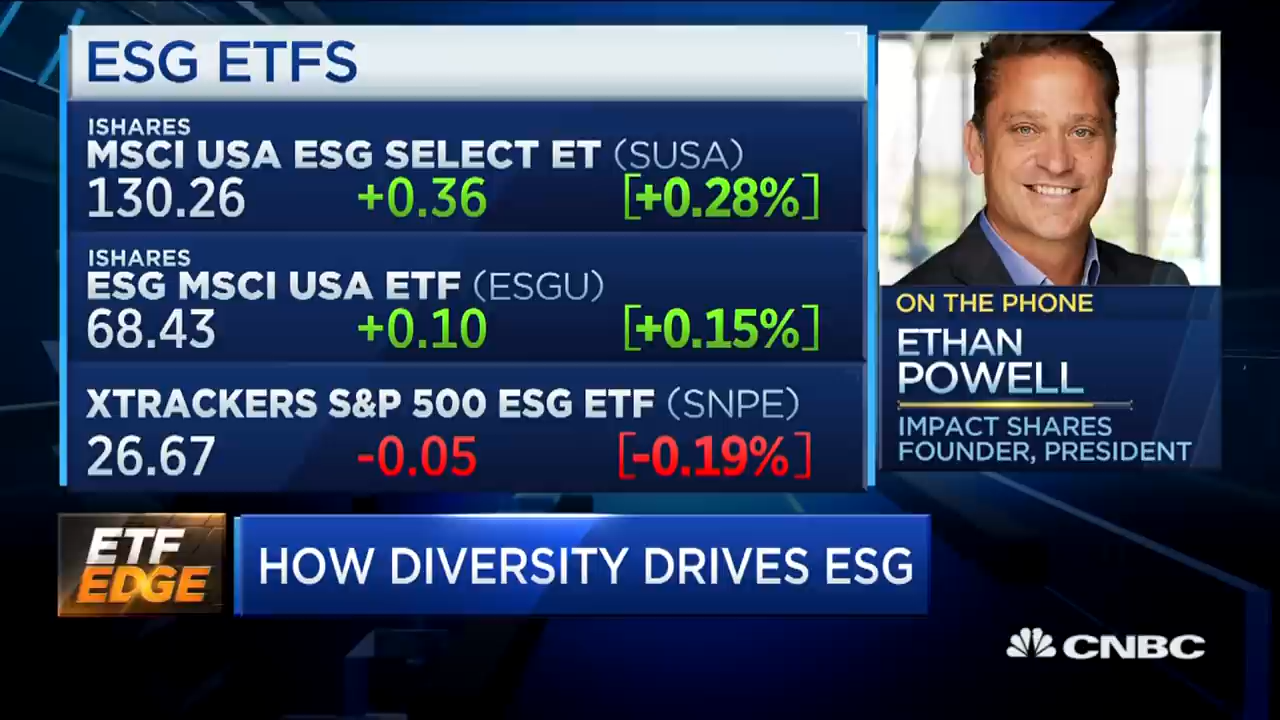 ESG ETFS
ISHARES
MSCI USA ESG SELECT ET (SUSA)
130.26 +0.36 [+0.28%]
ISHARES
ESG MSCI USA ETF (ESGU)
68.43 +0.10 [+0.15%]
XTRACKERS S&P 500 ESG ETF (SNPE)
26.67 -0.05 [-0.19%]
ON THE PHONE
ETHAN
POWELL
IMPACT SHARES
FOUNDER, PRESIDENT
ETF
EDGE
HOW DIVERSITY DRIVES ESG
CNBC